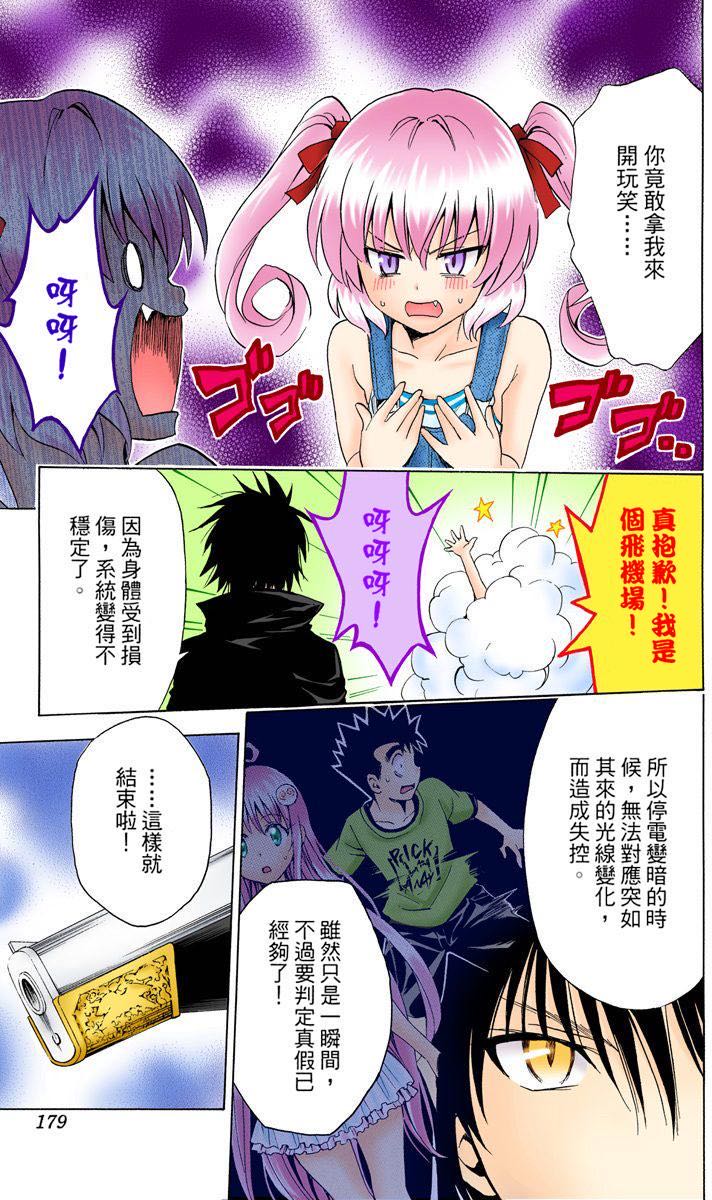 你竟敢拿我來
開玩笑……
呀呀！
ゴゴゴ
ゴゴ..
真抱歉！我是
個飛機場！
呀呀呀！
因為身體受到損
傷，系統變得不
穩定了。
所以停電變暗的時
候，無法對應突如
其來的光線變化，
而造成失控。
雖然只是一瞬間，
不過要判定真假已
經夠了！
……這樣就
結束啦！
179